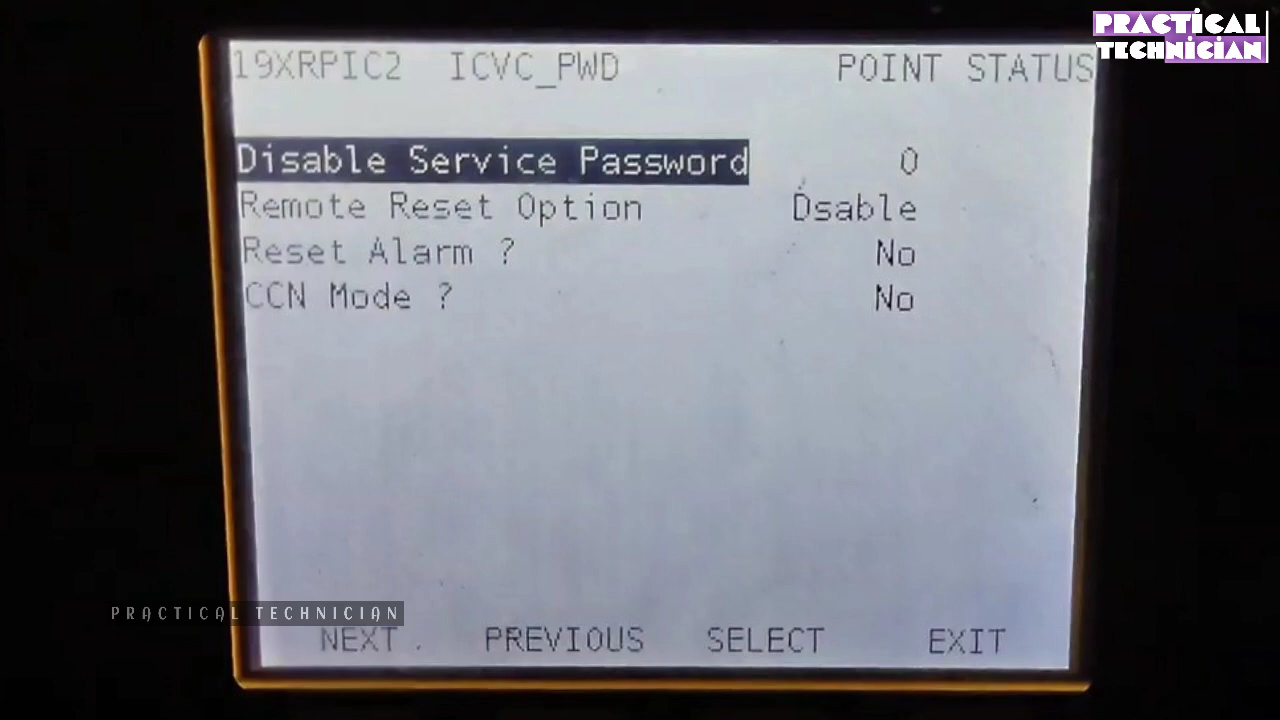 PRACTICAL
TECHNICIAN
19XRPIC2 ICVC_PWD POINT STATUS
Disable Service Password 0
Remote Reset Option Dsable
Reset Alarm ? No
CCN Mode ? No
PRACTICAL TECHNICIAN
NEXT PREVIOUS SELECT EXIT